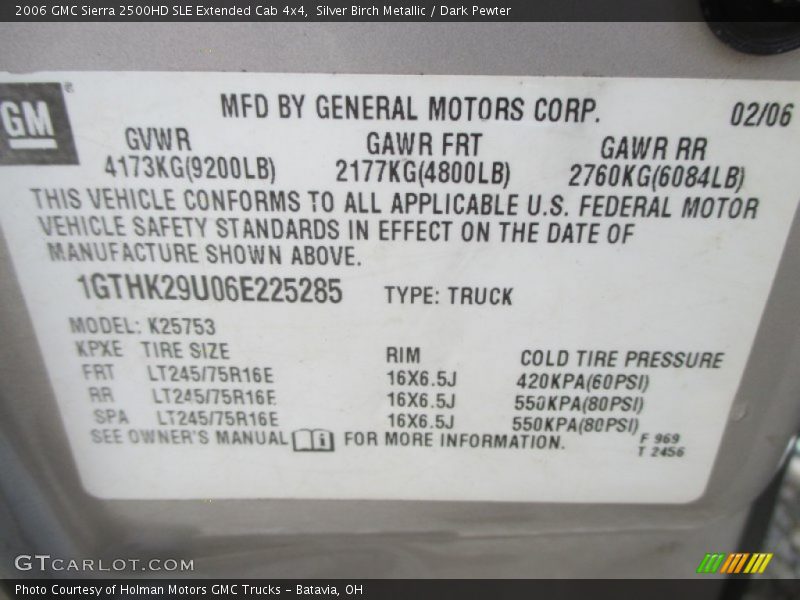 2006 GMC Sierra 2500HD SLE Extended Cab 4x4, Silver Birch Metallic / Dark Pewter
GM®
MFD BY GENERAL MOTORS CORP. 02/06
GVWR GAWR FRT GAWR RR
4173KG(9200LB) 2177KG(4800LB) 2760KG(6084LB)
THIS VEHICLE CONFORMS TO ALL APPLICABLE U.S. FEDERAL MOTOR
VEHICLE SAFETY STANDARDS IN EFFECT ON THE DATE OF
MANUFACTURE SHOWN ABOVE.
1GTHK29U06E225285 TYPE: TRUCK
MODEL: K25753
KPXE TIRE SIZE RIM COLD TIRE PRESSURE
FRT LT245/75R16E 16X6.5J 420KPA(60PSI)
RR LT245/75R16E 16X6.5J 550KPA(80PSI)
SPA LT245/75R16E 16X6.5J 550KPA(80PSI)
SEE OWNER'S MANUAL FOR MORE INFORMATION. F 969
T 2456
GTCARLOT.COM
Photo Courtesy of Holman Motors GMC Trucks - Batavia, OH